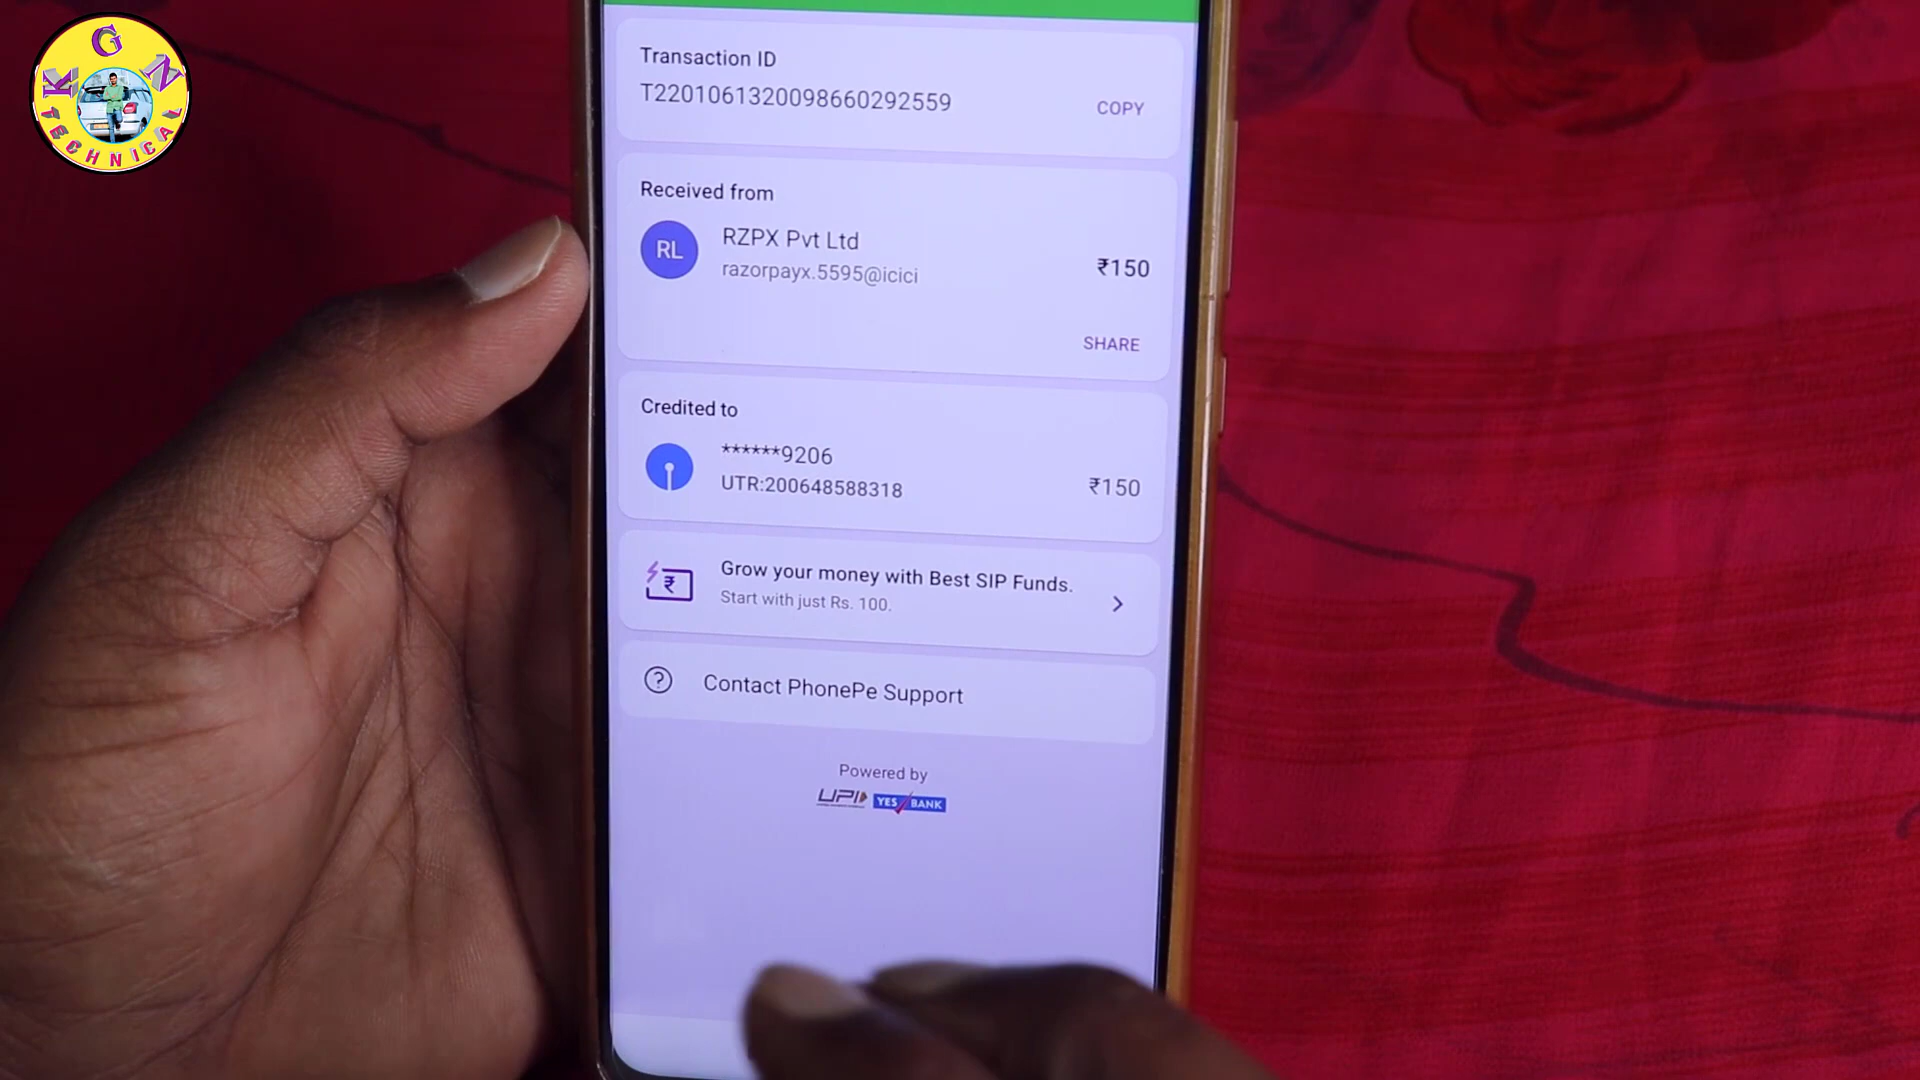 KGN
TECHNICAL
Transaction ID
T2201061320098660292559
COPY
Received from
RL
RZPX Pvt Ltd
razorpayx.5595@icici
₹150
SHARE
Credited to
******9206
UTR:200648588318
₹150
Grow your money with Best SIP Funds.
Start with just Rs. 100.
Contact PhonePe Support
Powered by
UPI YES BANK